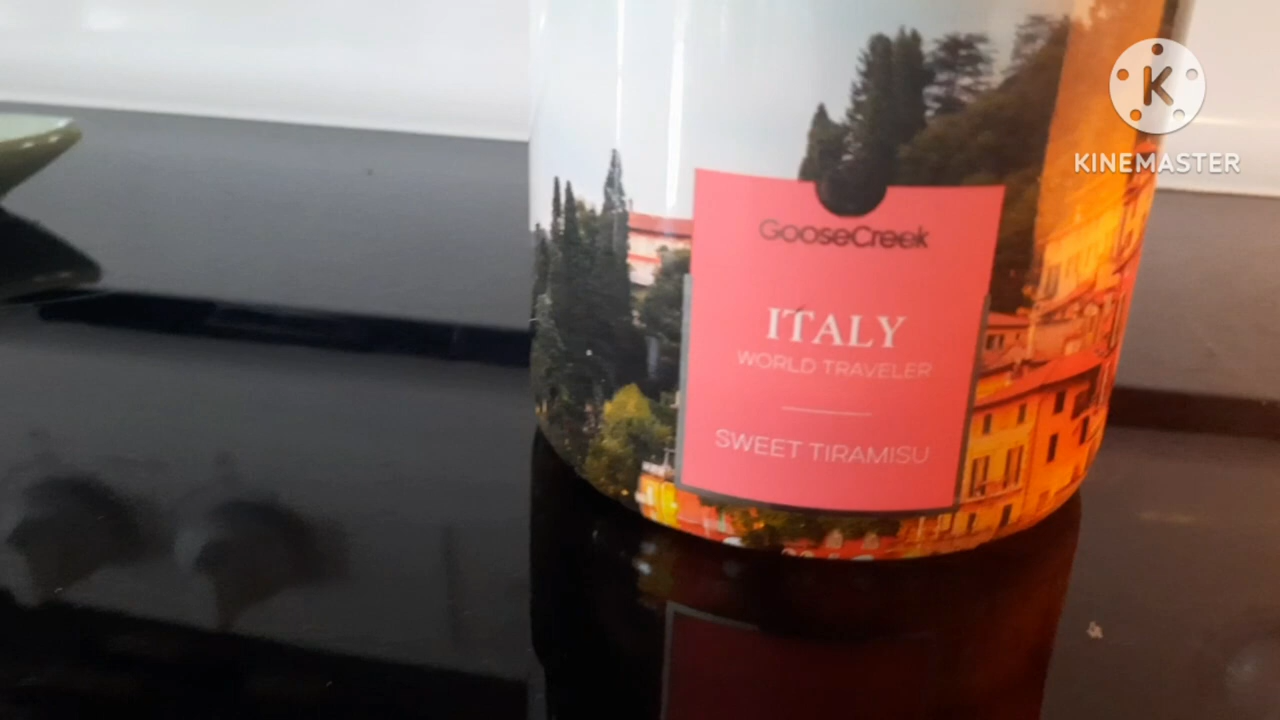 K
KINEMASTER
GooseCreek
ITALY
WORLD TRAVELER
SWEET TIRAMISU